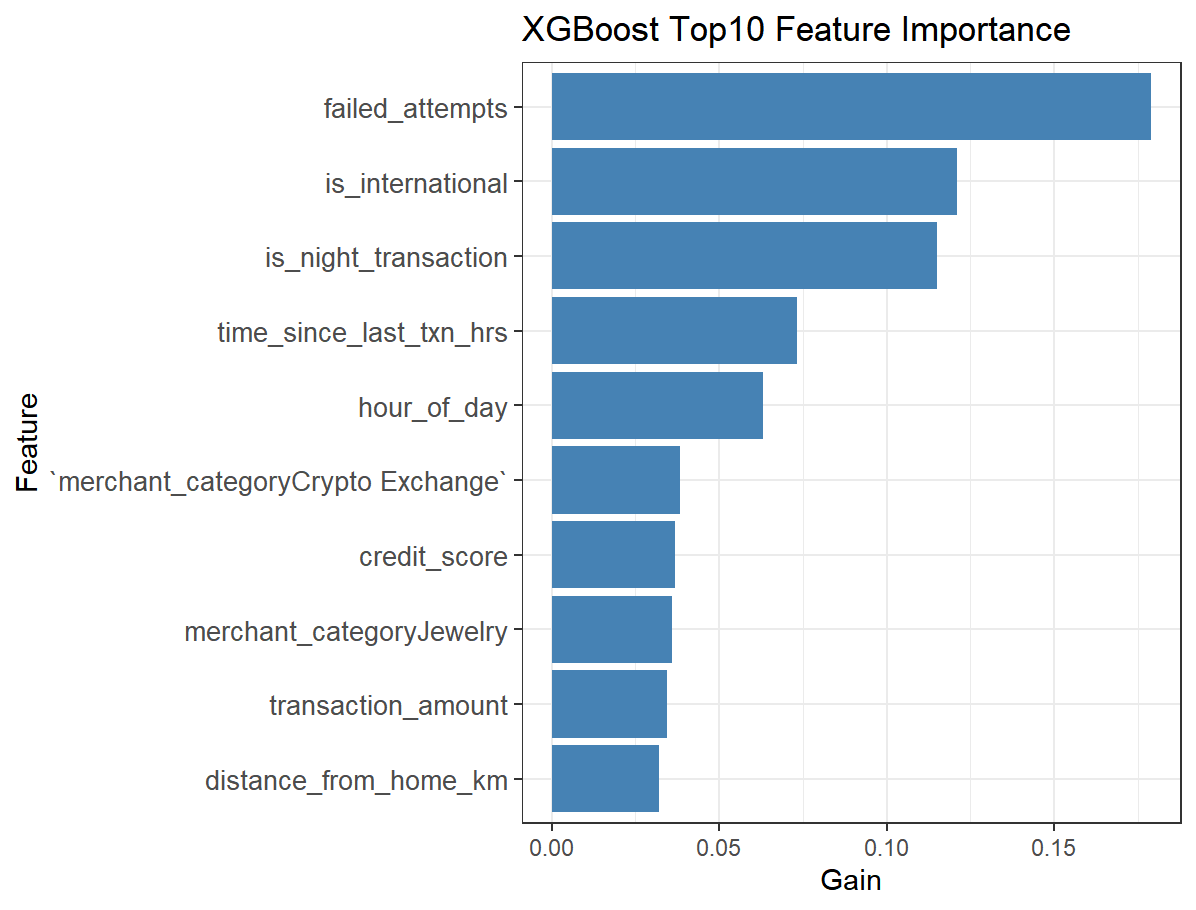 XGBoost Top10 Feature Importance
failed_attempts
is_international
is_night_transaction
time_since_last_txn_hrs
hour_of_day
`merchant_categoryCrypto Exchange`
credit_score
merchant_categoryJewelry
transaction_amount
distance_from_home_km
Feature
0.00 0.05 0.10 0.15
Gain